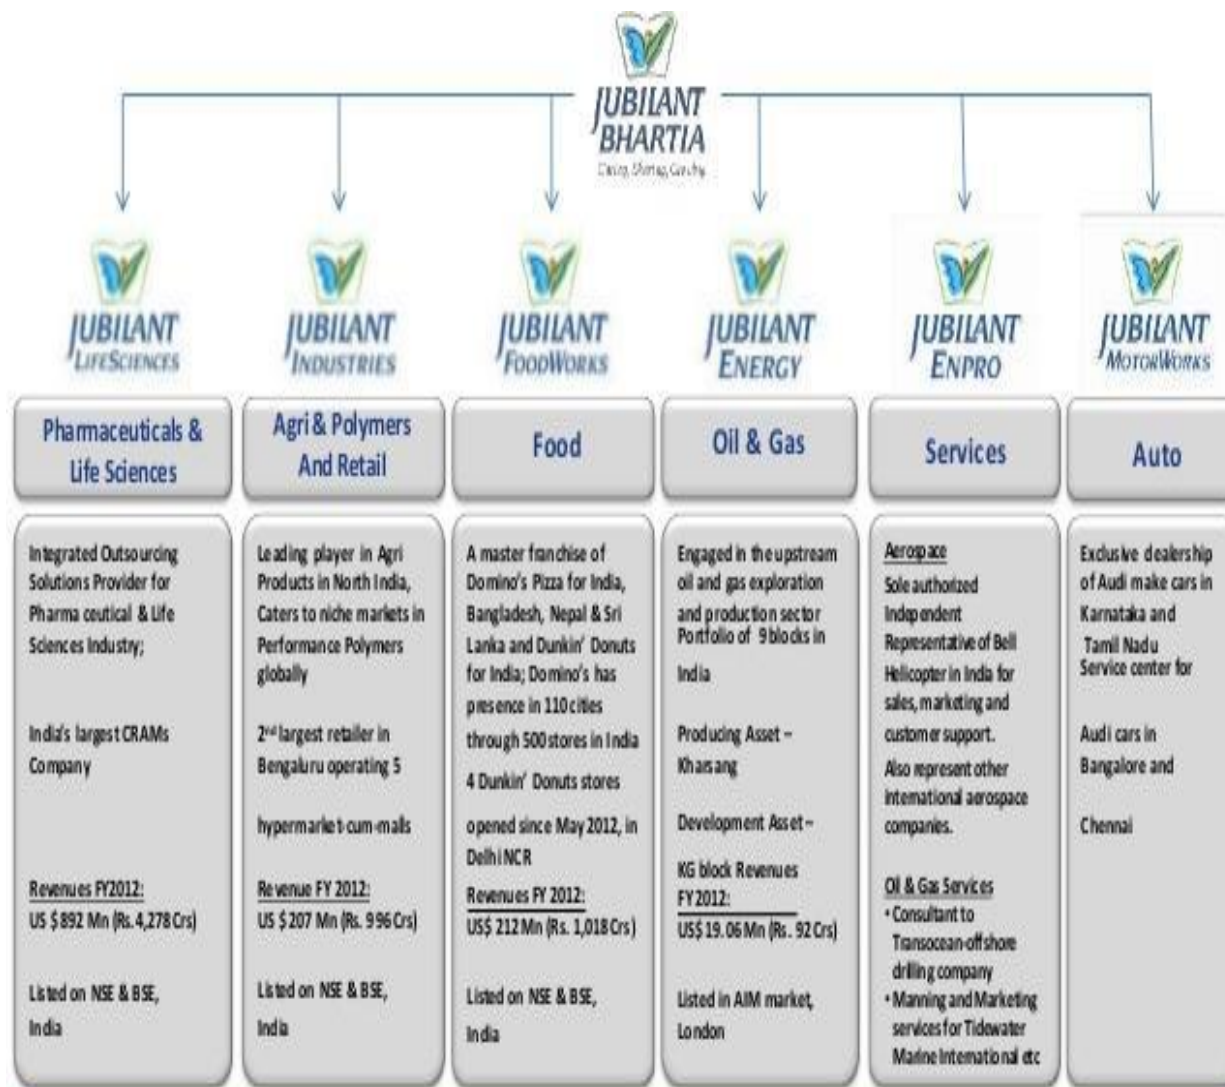 JUBILANT
BHARTIA
JUBILANT
LIFESCIENCES
JUBILANT
INDUSTRIES
JUBILANT
FOODWORKS
JUBILANT
ENERGY
JUBILANT
ENPRO
JUBILANT
MOTORWORKS
Pharmaceuticals &
Life Sciences
Agri & Polymers
And Retail
Food
Oil & Gas
Services
Auto
Integrated Outsourcing
Solutions Provider for
Pharma ceutical & Life
Sciences Industry;
India's largest CRAMs
Company
Revenues FY2012:
US $ 892 Mn (Rs. 4,278 Crs)
Listed on NSE & BSE,
India
Leading player in Agri
Products in North India,
Caters to niche markets in
Performance Polymers
globally
2nd largest retailer in
Bengaluru operating 5
hypermarket-cum-malls
Revenue FY 2012:
US $ 207 Mn (Rs. 996 Crs)
Listed on NSE & BSE,
India
A master franchise of
Domino's Pizza for India,
Bangladesh, Nepal & Sri
Lanka and Dunkin' Donuts
for India; Domino's has
presence in 110 cities
through 500 stores in India
4 Dunkin' Donuts stores
opened since May 2012, in
Delhi NCR
Revenues FY 2012:
US$ 212 Mn (Rs. 1,018 Crs)
Listed on NSE & BSE,
India
Engaged in the upstream
oil and gas exploration
and production sector
Portfolio of 9 blocks in
India
Producing Asset –
Kharsang
Development Asset –
KG block Revenues
FY2012:
US$ 19.06 Mn (Rs. 92 Crs)
Listed in AIM market,
London
Aerospace
Sole authorized
Independent
Representative of Bell
Helicopter in India for
sales, marketing and
customer support.
Also represent other
international aerospace
companies.
Oil & Gas Services
• Consultant to
Transocean-offshore
drilling company
• Manning and Marketing
services for Tidewater
Marine International etc
Exclusive dealership
of Audi make cars in
Karnataka and
Tamil Nadu
Service center for
Audi cars in
Bangalore and
Chennai